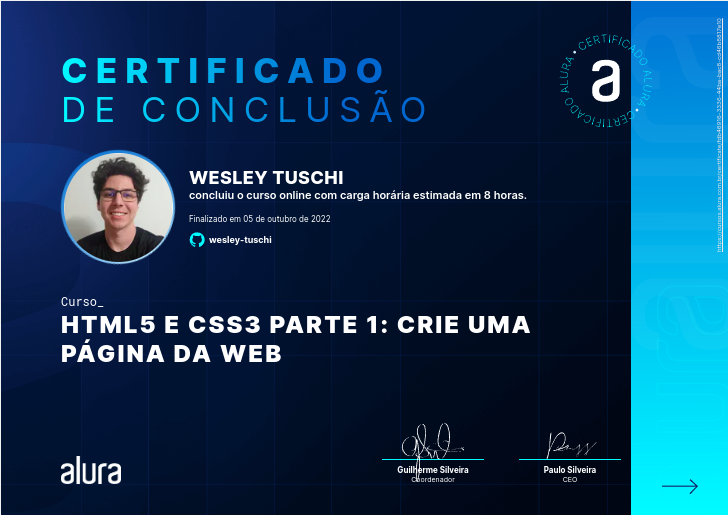 CERTIFICADO
DE CONCLUSÃO
CERTIFICADO ALURA • CERTIFICADO ALURA •
a
WESLEY TUSCHI
concluiu o curso online com carga horária estimada em 8 horas.
Finalizado em 05 de outubro de 2022
wesley-tuschi
Curso_
HTML5 E CSS3 PARTE 1: CRIE UMA
PÁGINA DA WEB
alura
Guilherme Silveira
Coordenador
Paulo Silveira
CEO